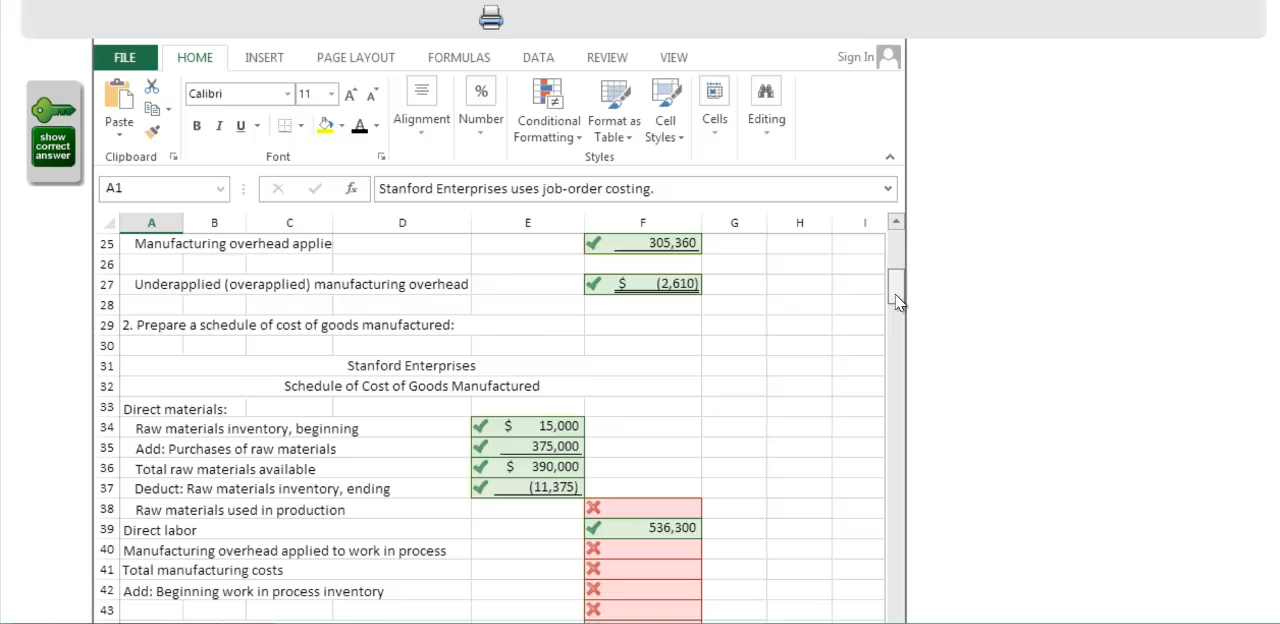 FILE HOME INSERT PAGE LAYOUT FORMULAS DATA REVIEW VIEW Sign In
Calibri 11
Paste B I U A
Alignment Number Conditional Formatting Format as Table Cell Styles Cells Editing
%
Clipboard Font Styles
show correct answer
A1 fx Stanford Enterprises uses job-order costing.
A B C D E F G H I
25 Manufacturing overhead applie 305,360
26
27 Underapplied (overapplied) manufacturing overhead $ (2,610)
28
29 2. Prepare a schedule of cost of goods manufactured:
30
31 Stanford Enterprises
32 Schedule of Cost of Goods Manufactured
33 Direct materials:
34 Raw materials inventory, beginning $ 15,000
35 Add: Purchases of raw materials 375,000
36 Total raw materials available $ 390,000
37 Deduct: Raw materials inventory, ending (11,375)
38 Raw materials used in production
39 Direct labor 536,300
40 Manufacturing overhead applied to work in process
41 Total manufacturing costs
42 Add: Beginning work in process inventory
43